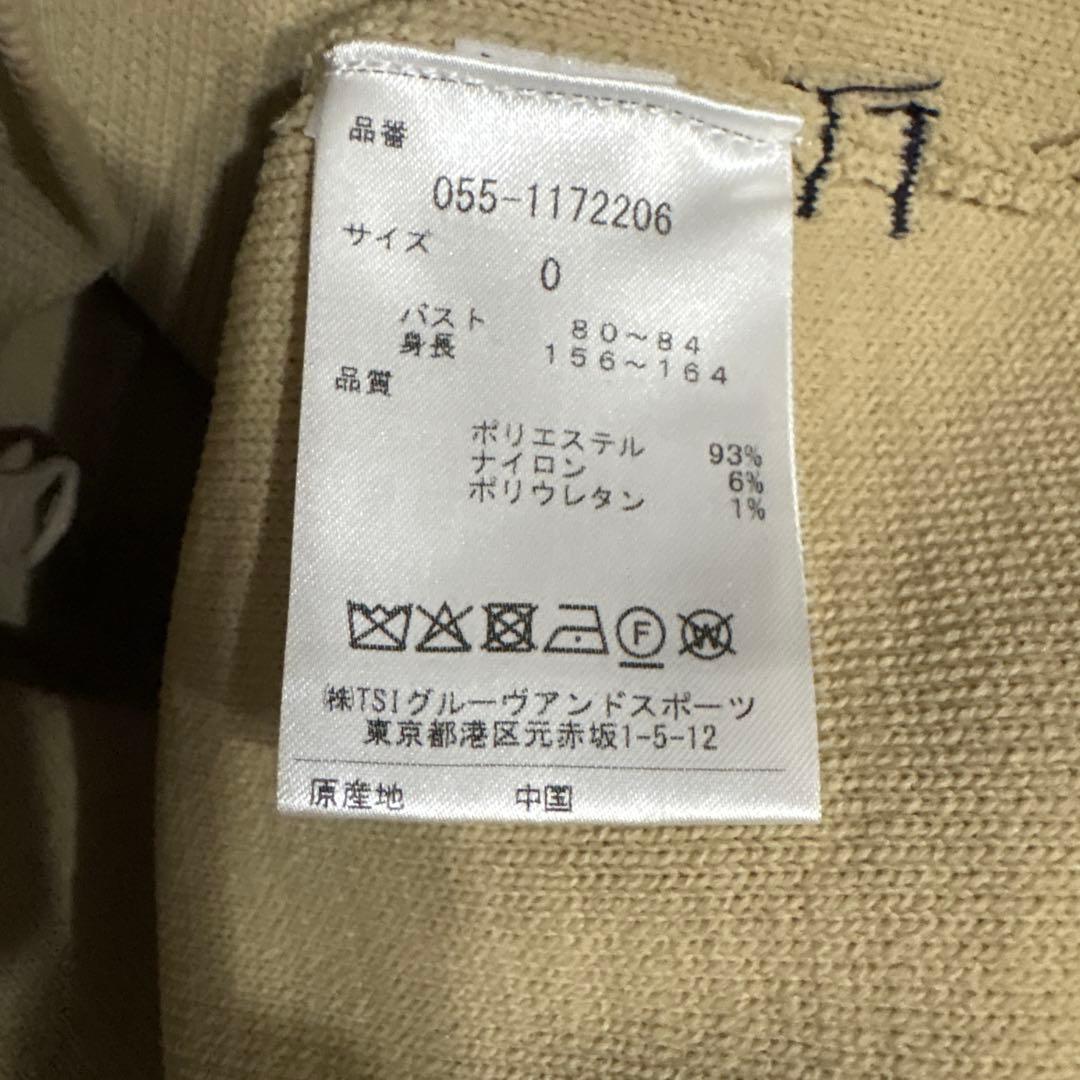 品番
055-1172206
サイズ
0
バスト 80～84
身長 156～164
品質
ポリエステル 93%
ナイロン 6%
ポリウレタン 1%
F
W
㈱TSIグルーヴアンドスポーツ
東京都港区元赤坂1-5-12
原産地 中国